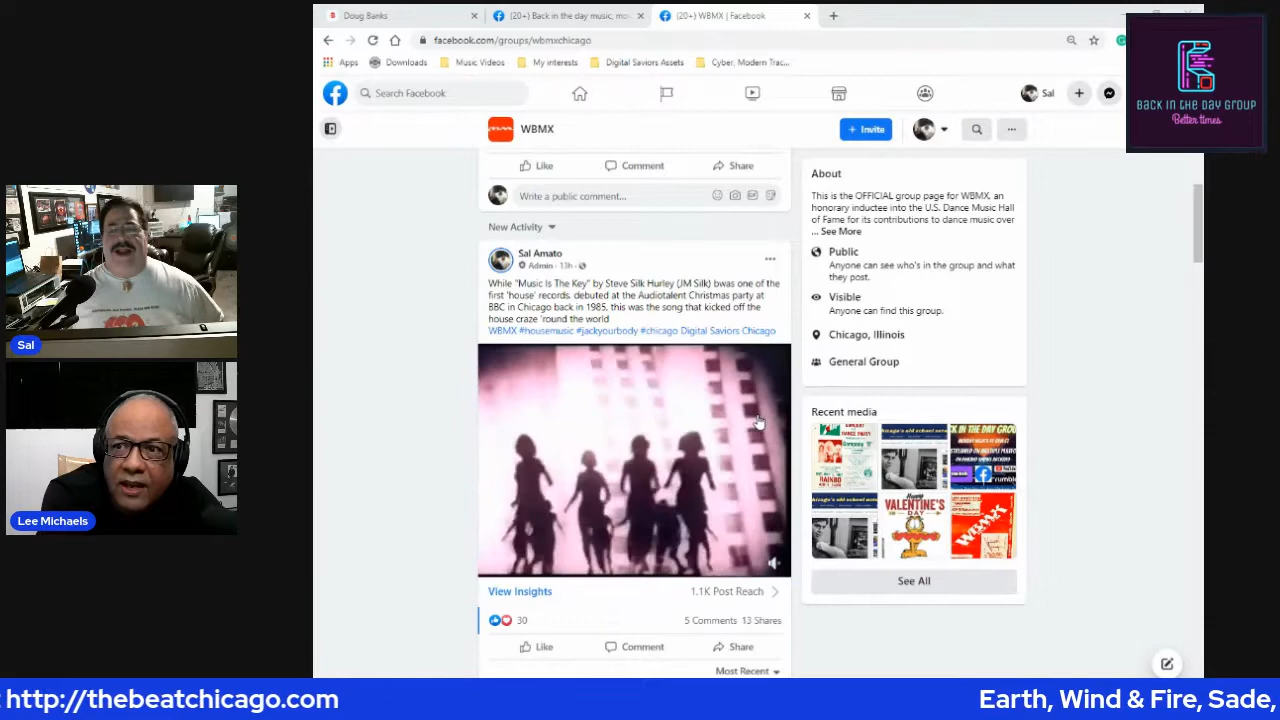 Doug Banks
(20+) Back in the day music, mo
(20+) WBMX | Facebook
facebook.com/groups/wbmxchicago
Apps
Downloads
Music Videos
My interests
Digital Saviors Assets
Cyber, Modern Trac...
BACK IN THE DAY GROUP
Better times
Search Facebook
Sal
WBMX
+ Invite
Like
Comment
Share
Write a public comment...
New Activity
Sal Amato
Admin · 13h ·
While "Music Is The Key" by Steve Silk Hurley (JM Silk) bwas one of the
first 'house' records, debuted at the Audiotalent Christmas party at
BBC in Chicago back in 1985, this was the song that kicked off the
house craze 'round the world
WBMX #housemusic #jackyourbody #chicago Digital Saviors Chicago
View Insights
1.1K Post Reach
30
5 Comments 13 Shares
Like
Comment
Share
Most Recent
About
This is the OFFICIAL group page for WBMX, an
honorary inductee into the U.S. Dance Music Hall
of Fame for its contributions to dance music over
... See More
Public
Anyone can see who's in the group and what
they post.
Visible
Anyone can find this group.
Chicago, Illinois
General Group
Recent media
HAPPY
VALENTINE'S
DAY
WBMX
See All
Sal
Lee Michaels
http://thebeatchicago.com
Earth, Wind & Fire, Sade,